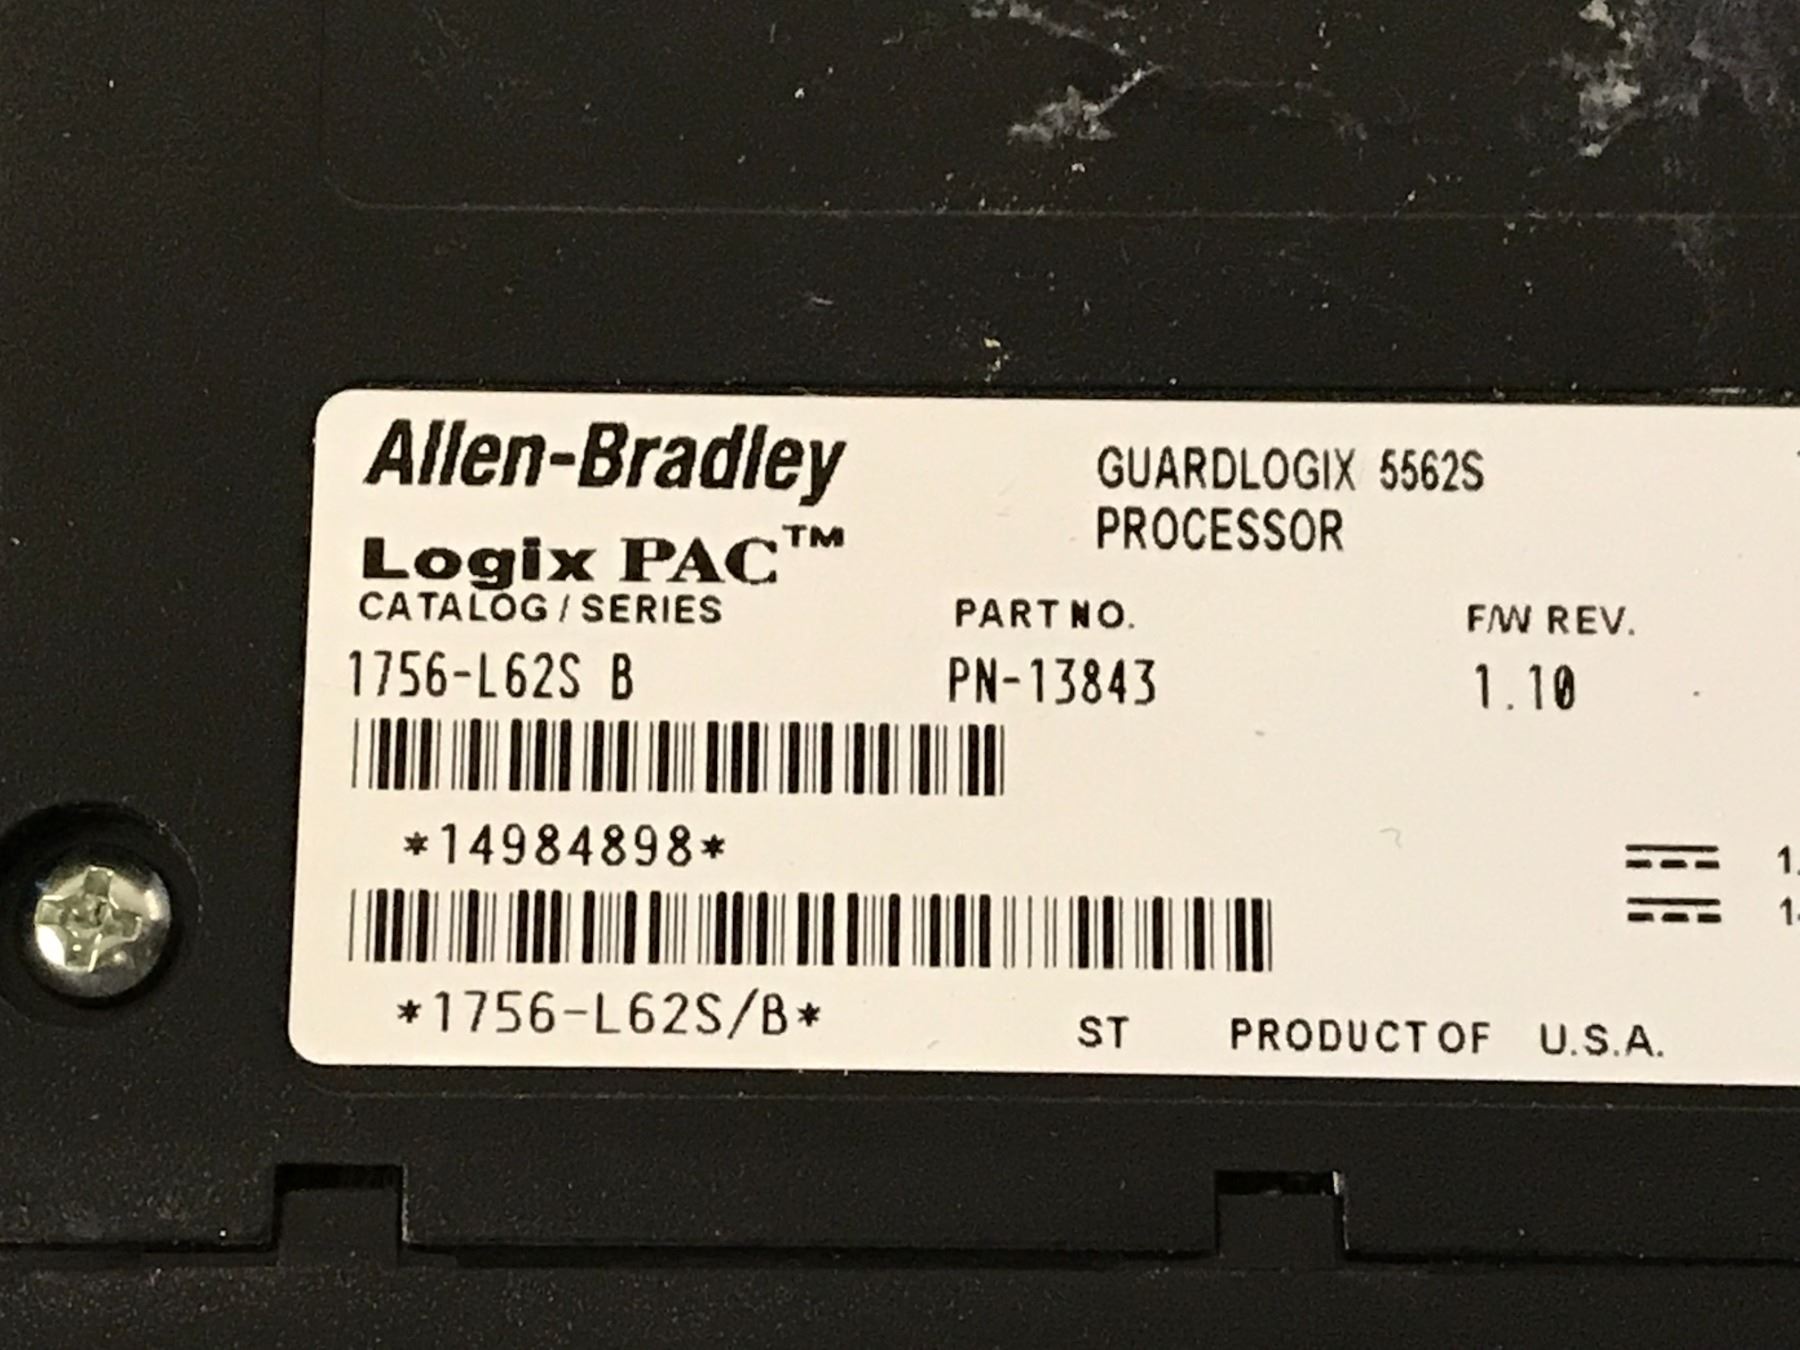 Allen-Bradley
GUARDLOGIX 5562S
PROCESSOR
Logix PAC™
CATALOG / SERIES PART NO. F/W REV.
1756-L62S B PN-13843 1.10
*14984898*
*1756-L62S/B*
ST PRODUCT OF U.S.A.